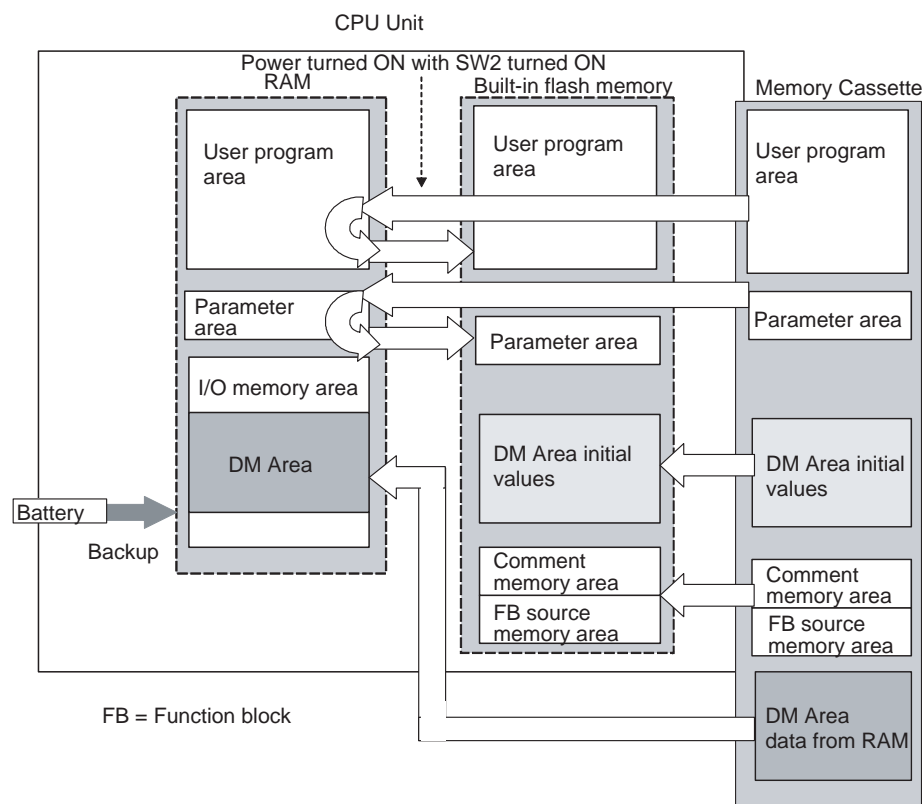 CPU Unit
Power turned ON with SW2 turned ON
RAM
Built-in flash memory
Memory Cassette
User program
area
User program
area
User program
area
Parameter
area
Parameter area
Parameter area
I/O memory area
DM Area
DM Area initial
values
DM Area initial
values
Battery
Backup
Comment
memory area
FB source
memory area
Comment
memory area
FB source
memory area
FB = Function block
DM Area
data from RAM